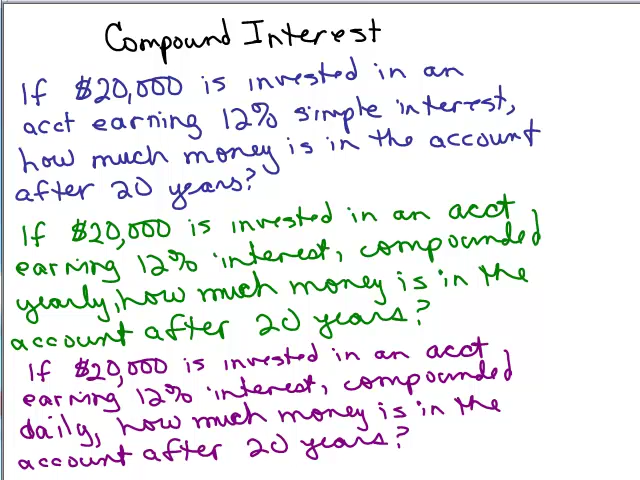 Compound Interest
If $20,000 is invested in an
acct earning 12% simple interest,
how much money is in the account
after 20 years?
If $20,000 is invested in an acct
earning 12% interest, compounded
yearly, how much money is in the
account after 20 years?
If $20,000 is invested in an acct
earning 12% interest, compounded
daily, how much money is in the
account after 20 years?